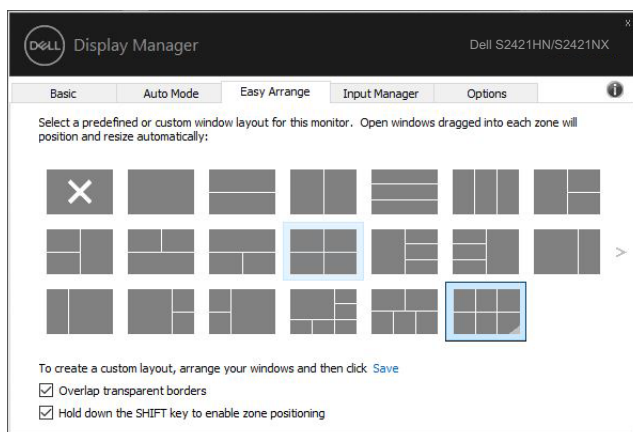 DELL Display Manager
Dell S2421HN/S2421NX
Basic Auto Mode Easy Arrange Input Manager Options
Select a predefined or custom window layout for this monitor. Open windows dragged into each zone will
position and resize automatically:
To create a custom layout, arrange your windows and then click Save
Overlap transparent borders
Hold down the SHIFT key to enable zone positioning